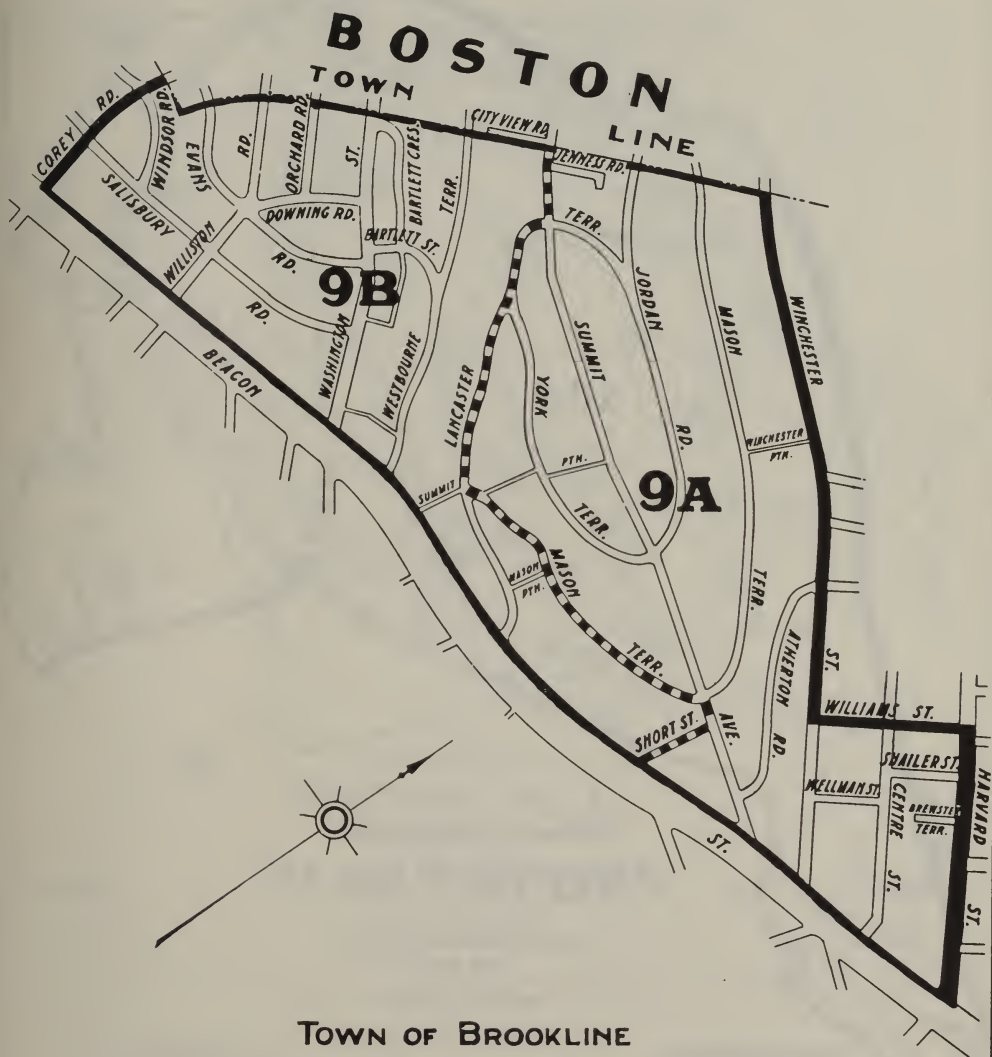 BOSTON
TOWN
LINE
CITY VIEW RD.
JENNESS RD.
COREY RD.
WINDSOR RD.
EVANS RD.
ORCHARD RD.
ST.
BARTLETT CRES.
TERR.
SALISBURY
DOWNING RD.
BARTLETT ST.
WILLISTON
RD.
9B
RD.
WASHINGTON
WESTBOURNE
BEACON
LANCASTER
TERR.
JORDAN
SUMMIT
MASON
WINCHESTER
YORK
WINCHESTER
PTH.
PTH.
RD.
9A
SUMMIT
TERR.
MASON
MASON
PTH.
TERR.
TERR.
ATHERTON
ST.
SHORT ST.
AVE.
RD.
WILLIAMS ST.
SHAILER ST.
WELLMAN ST.
CENTRE
BREWSTER
TERR.
HARVARD
ST.
ST.
ST.
TOWN OF BROOKLINE